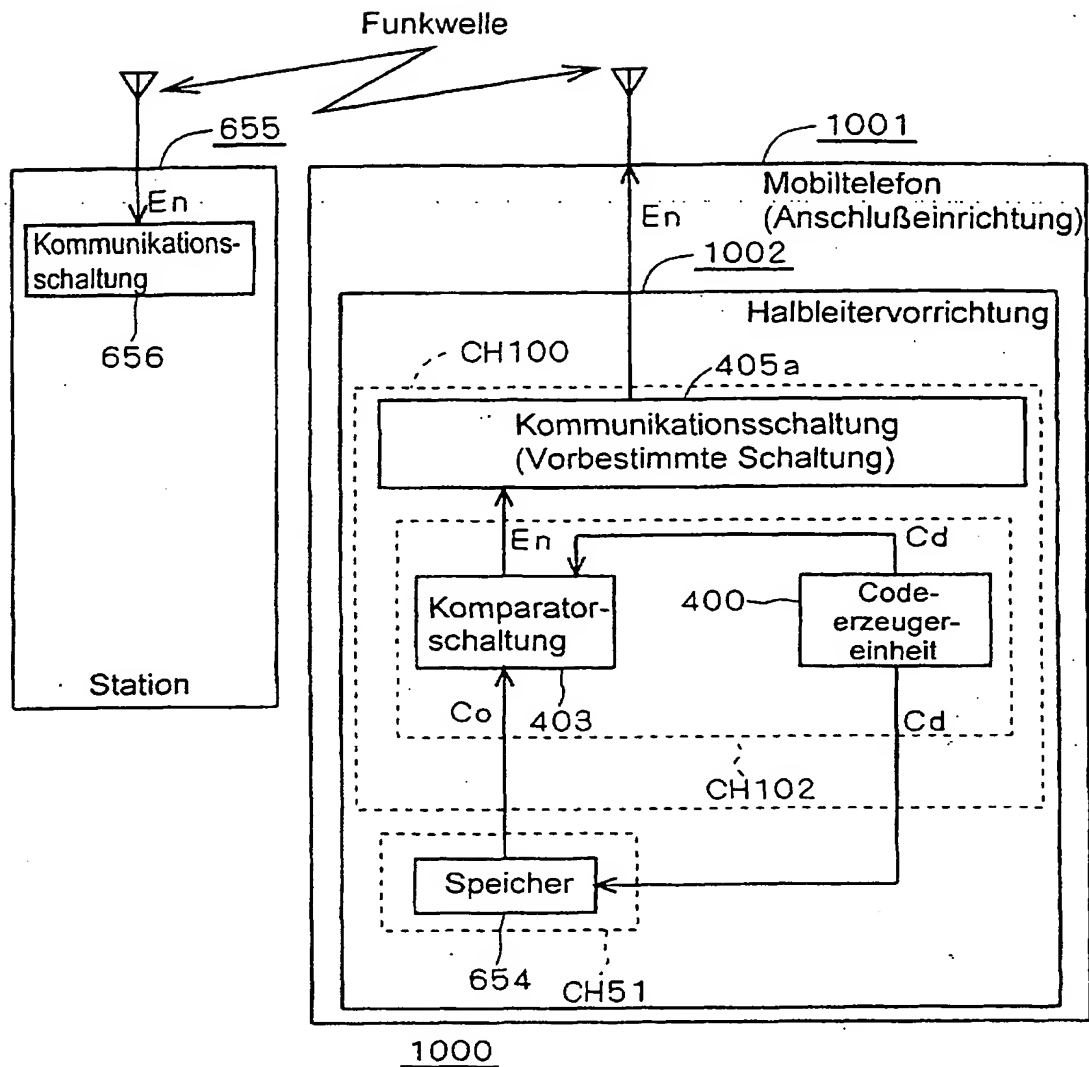 Funkwelle
655
1001
Mobiltelefon
(Anschlußeinrichtung)
En
En
Kommunikations-
schaltung
656
1002
Halbleitervorrichtung
CH100
405a
Kommunikationsschaltung
(Vorbestimmte Schaltung)
En
Cd
Komparator-
schaltung
400
Code-
erzeuger-
einheit
Station
Co
403
Cd
CH102
Speicher
654
CH51
1000